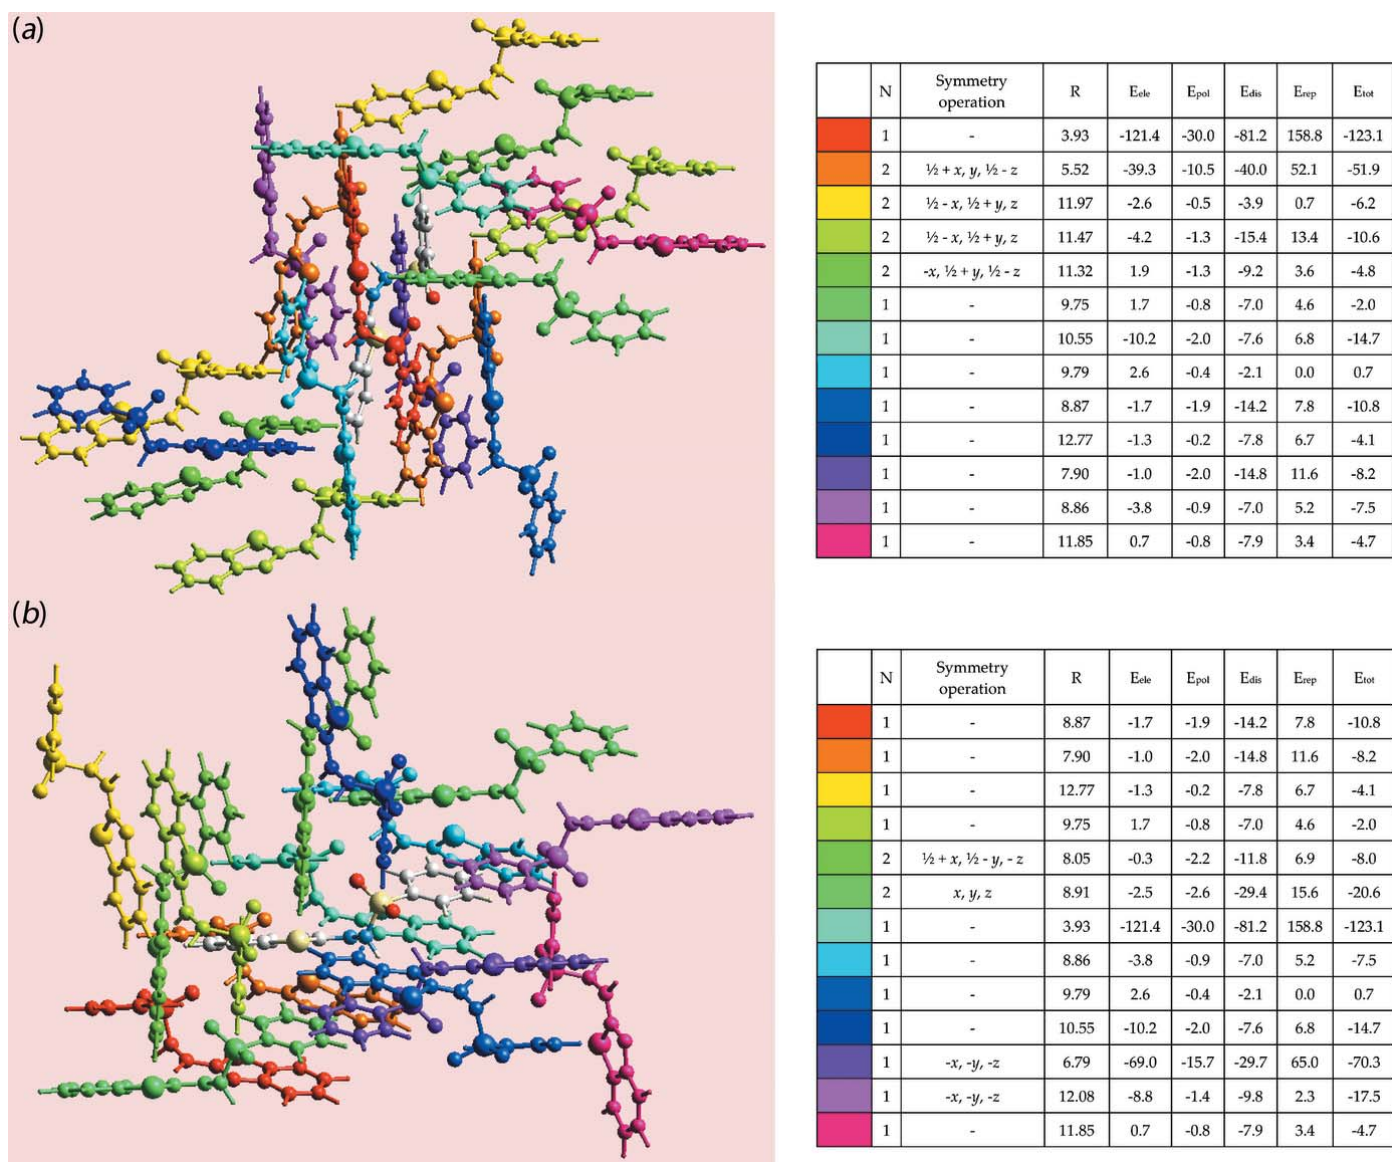 (a)
N Symmetry operation R Eele Epol Edis Erep Etot
1 - 3.93 -121.4 -30.0 -81.2 158.8 -123.1
2 ½ + x, y, ½ - z 5.52 -39.3 -10.5 -40.0 52.1 -51.9
2 ½ - x, ½ + y, z 11.97 -2.6 -0.5 -3.9 0.7 -6.2
2 ½ - x, ½ + y, z 11.47 -4.2 -1.3 -15.4 13.4 -10.6
2 -x, ½ + y, ½ - z 11.32 1.9 -1.3 -9.2 3.6 -4.8
1 - 9.75 1.7 -0.8 -7.0 4.6 -2.0
1 - 10.55 -10.2 -2.0 -7.6 6.8 -14.7
1 - 9.79 2.6 -0.4 -2.1 0.0 0.7
1 - 8.87 -1.7 -1.9 -14.2 7.8 -10.8
1 - 12.77 -1.3 -0.2 -7.8 6.7 -4.1
1 - 7.90 -1.0 -2.0 -14.8 11.6 -8.2
1 - 8.86 -3.8 -0.9 -7.0 5.2 -7.5
1 - 11.85 0.7 -0.8 -7.9 3.4 -4.7
(b)
N Symmetry operation R Eele Epol Edis Erep Etot
1 - 8.87 -1.7 -1.9 -14.2 7.8 -10.8
1 - 7.90 -1.0 -2.0 -14.8 11.6 -8.2
1 - 12.77 -1.3 -0.2 -7.8 6.7 -4.1
1 - 9.75 1.7 -0.8 -7.0 4.6 -2.0
2 ½ + x, ½ - y, - z 8.05 -0.3 -2.2 -11.8 6.9 -8.0
2 x, y, z 8.91 -2.5 -2.6 -29.4 15.6 -20.6
1 - 3.93 -121.4 -30.0 -81.2 158.8 -123.1
1 - 8.86 -3.8 -0.9 -7.0 5.2 -7.5
1 - 9.79 2.6 -0.4 -2.1 0.0 0.7
1 - 10.55 -10.2 -2.0 -7.6 6.8 -14.7
1 -x, -y, -z 6.79 -69.0 -15.7 -29.7 65.0 -70.3
1 -x, -y, -z 12.08 -8.8 -1.4 -9.8 2.3 -17.5
1 - 11.85 0.7 -0.8 -7.9 3.4 -4.7